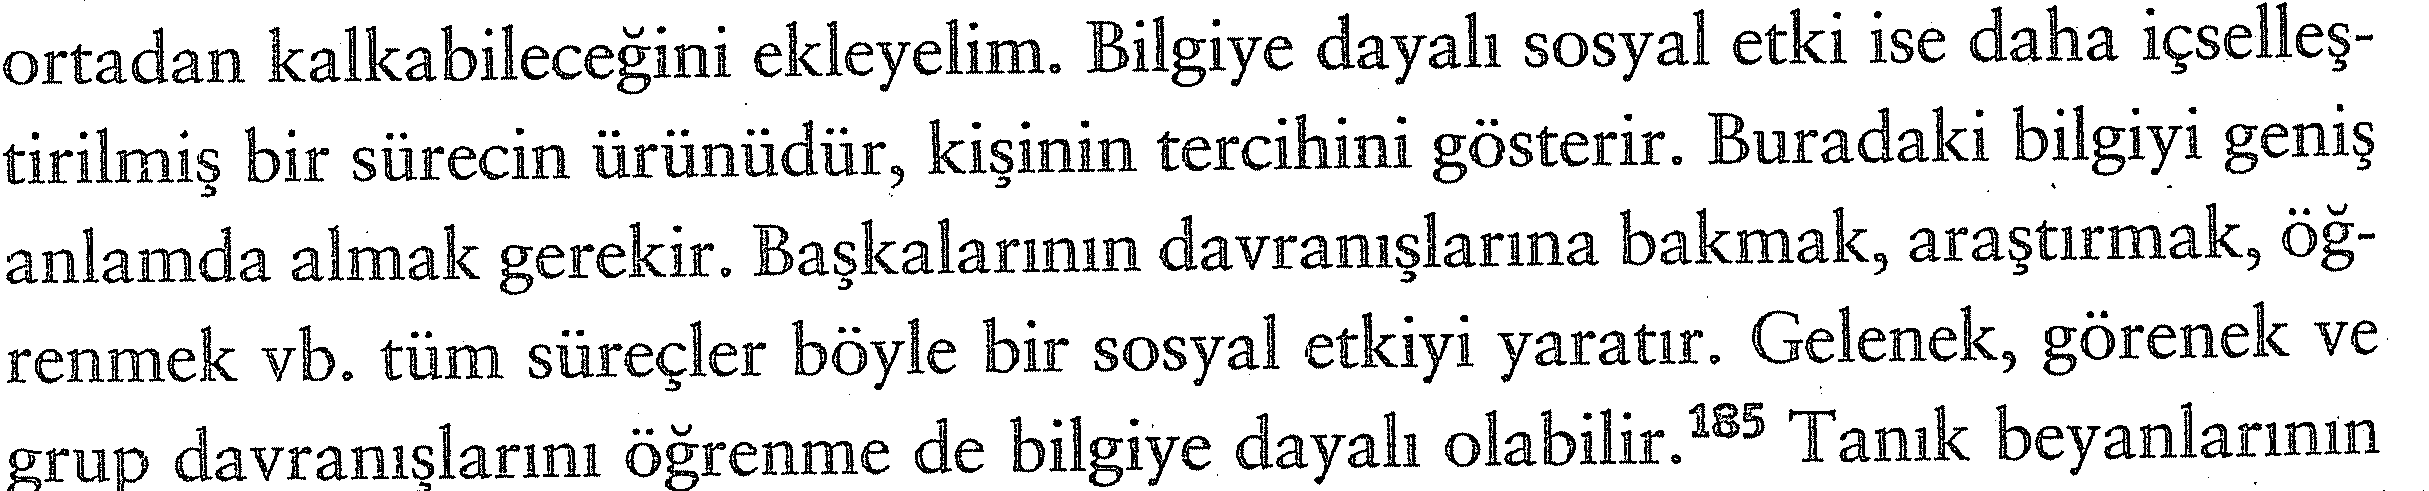 ortadan kalkabileceğini ekleyelim. Bilgiye dayalı sosyal etki ise daha içselleş-
tirilmiş bir sürecin ürünüdür, kişinin tercihini gösterir. Buradaki bilgiyi geniş
anlamda almak gerekir. Başkalarının davranışlarına bakmak, araştırmak, öğ-
renmek vb. tüm süreçler böyle bir sosyal etkiyi yaratır. Gelenek, görenek ve
grup davranışlarını öğrenme de bilgiye dayalı olabilir.¹⁸⁵ Tanık beyanlarının